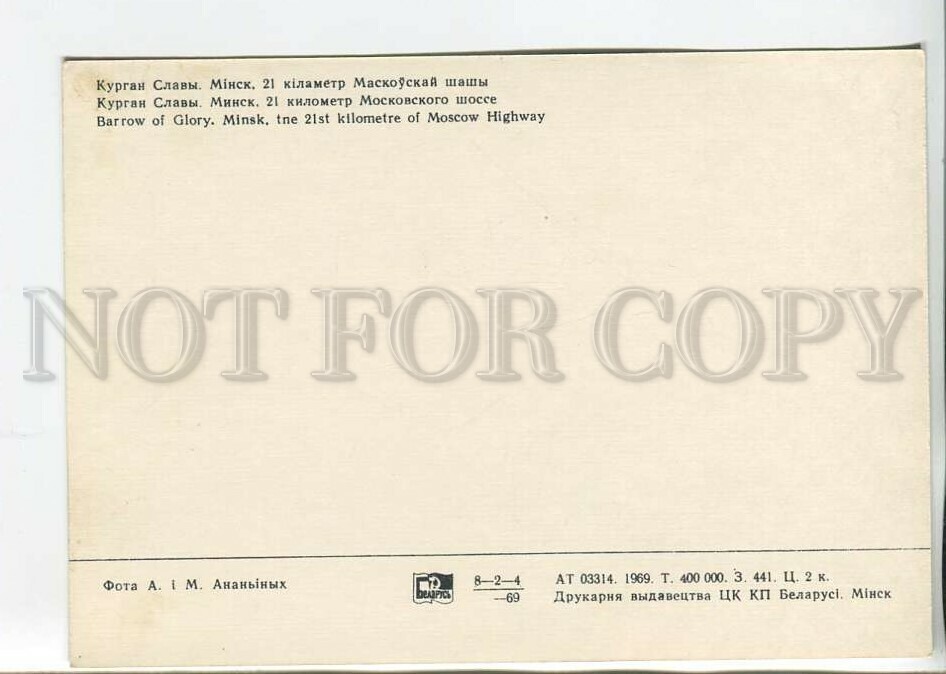 Курган Славы. Мінск, 21 кіламетр Маскоўскай шашы
Курган Славы. Минск, 21 километр Московского шоссе
Barrow of Glory. Minsk, tne 21st kilometre of Moscow Highway
NOT FOR COPY
Фота А. і М. Ананьіных
Беларусь
8—2—4
—69
АТ 03314. 1969. Т. 400 000. З. 441. Ц. 2 к.
Друкарня выдавецтва ЦК КП Беларусі. Мінск